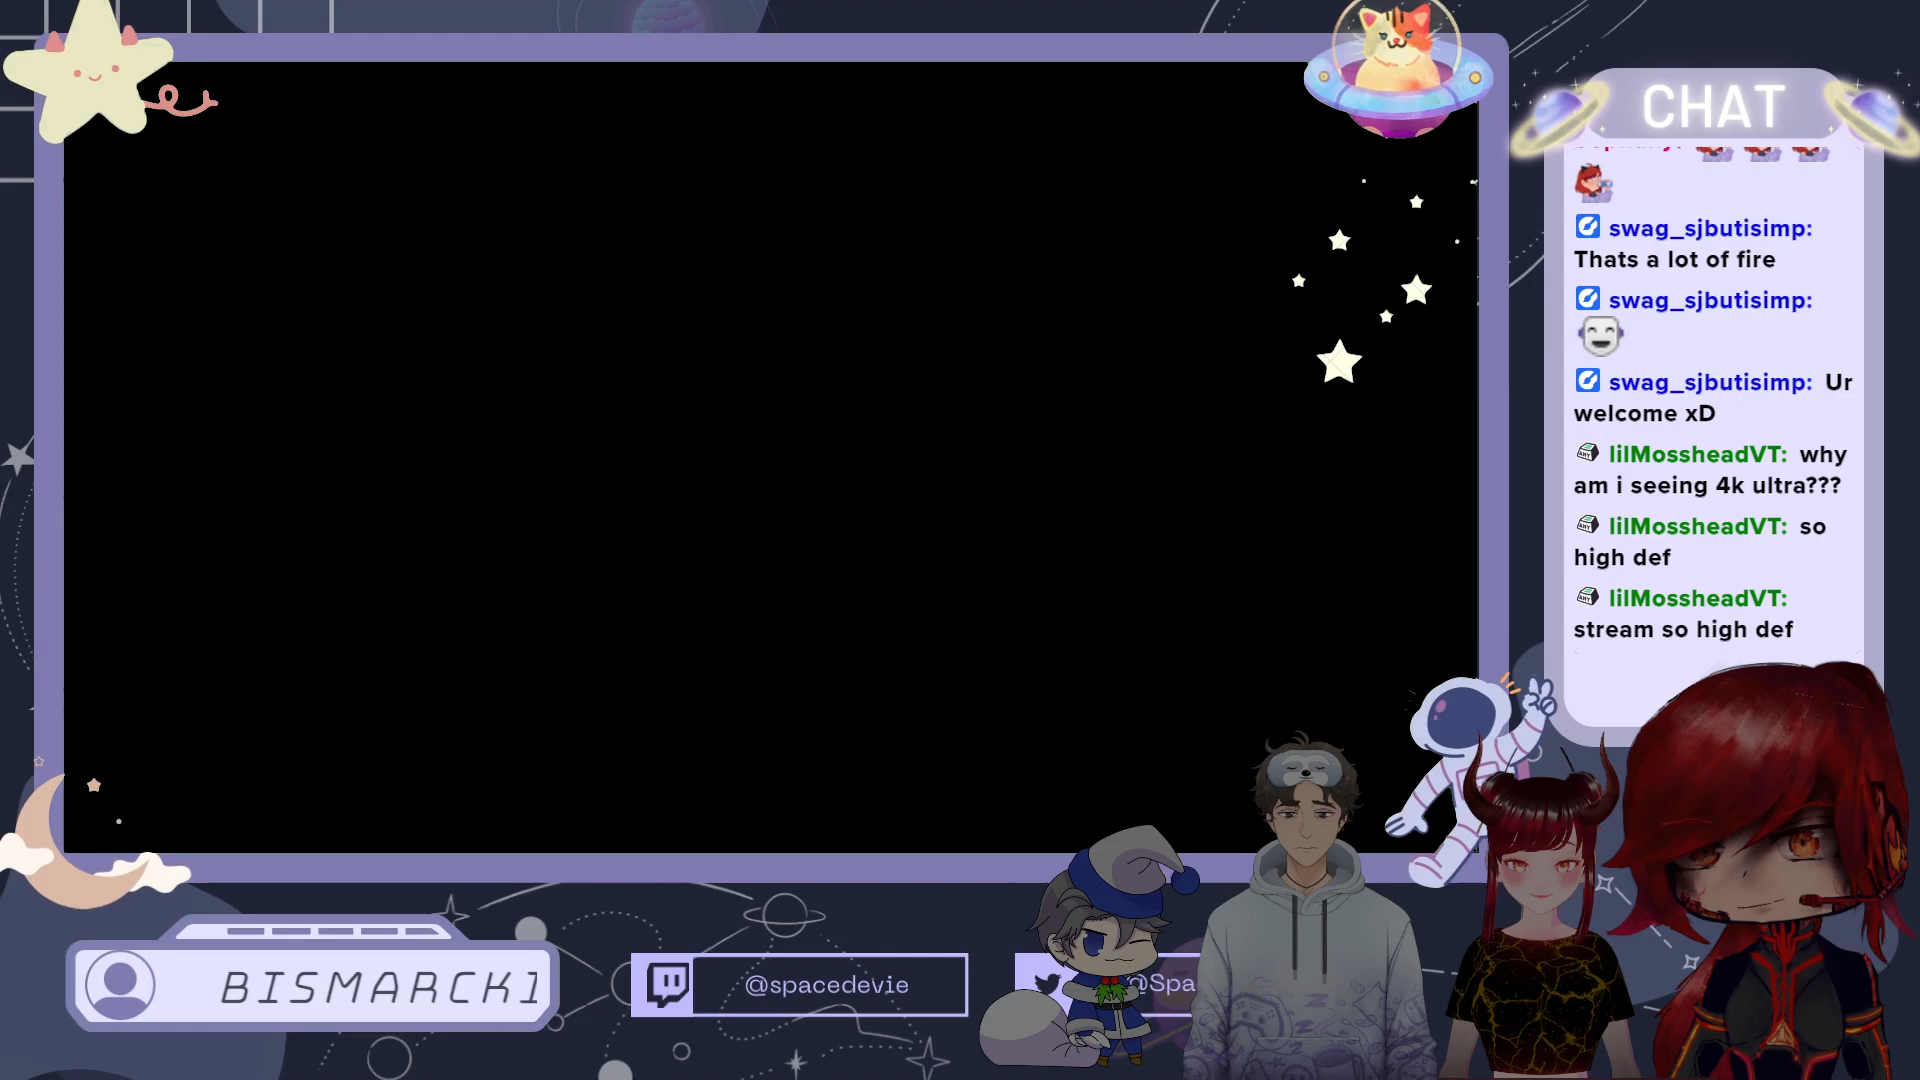 CHAT
swag_sjbutisimp:
Thats a lot of fire
swag_sjbutisimp:
swag_sjbutisimp: Ur
welcome xD
lilMossheadVT: why
am i seeing 4k ultra???
lilMossheadVT: so
high def
lilMossheadVT:
stream so high def
BISMARCK1
@spacedevie
@Spa